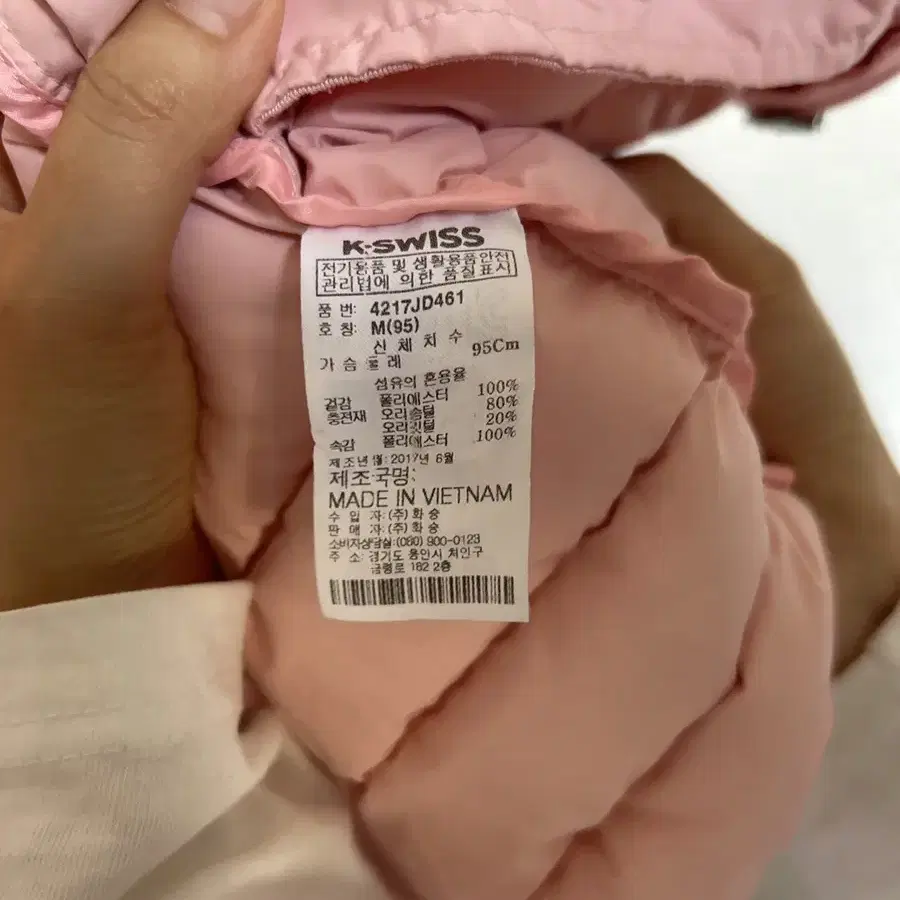 K-SWISS
전기용품 및 생활용품안전
관리법에 의한 품질표시
품 번: 4217JD461
호 칭: M(95)
신 체 치 수
가 슴 둘 레 95Cm
섬유의 혼용율
겉감 폴리에스터 100%
충전재 오리솜털 80%
오리깃털 20%
속감 폴리에스터 100%
제조년월: 2017년 6월
제조국명:
MADE IN VIETNAM
수 입 자: (주)화 승
판 매 자: (주)화 승
소비자상담실: (080) 900-0123
주 소: 경기도 용인시 처인구
금령로 182 2층